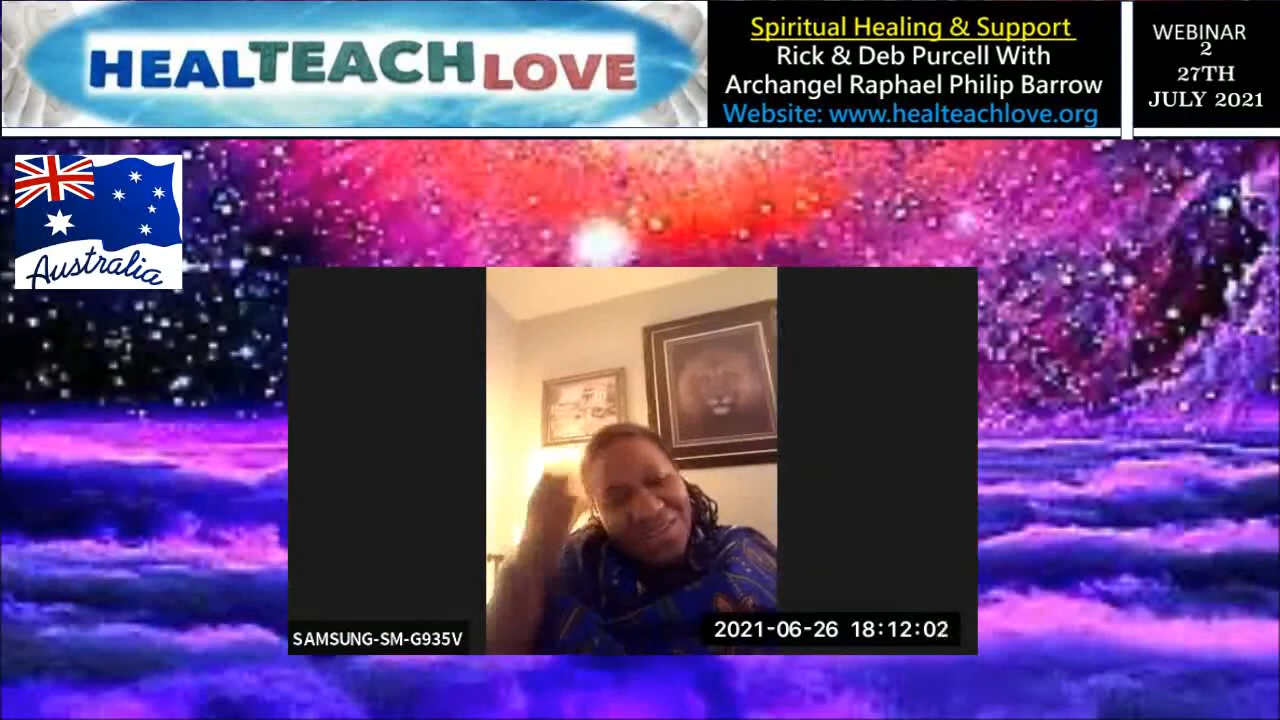 HEALTEACHLOVE
Spiritual Healing & Support
Rick & Deb Purcell With
Archangel Raphael Philip Barrow
Website: www.healteachlove.org
WEBINAR
2
27TH
JULY 2021
Australia
SAMSUNG-SM-G935V
2021-06-26 18:12:02